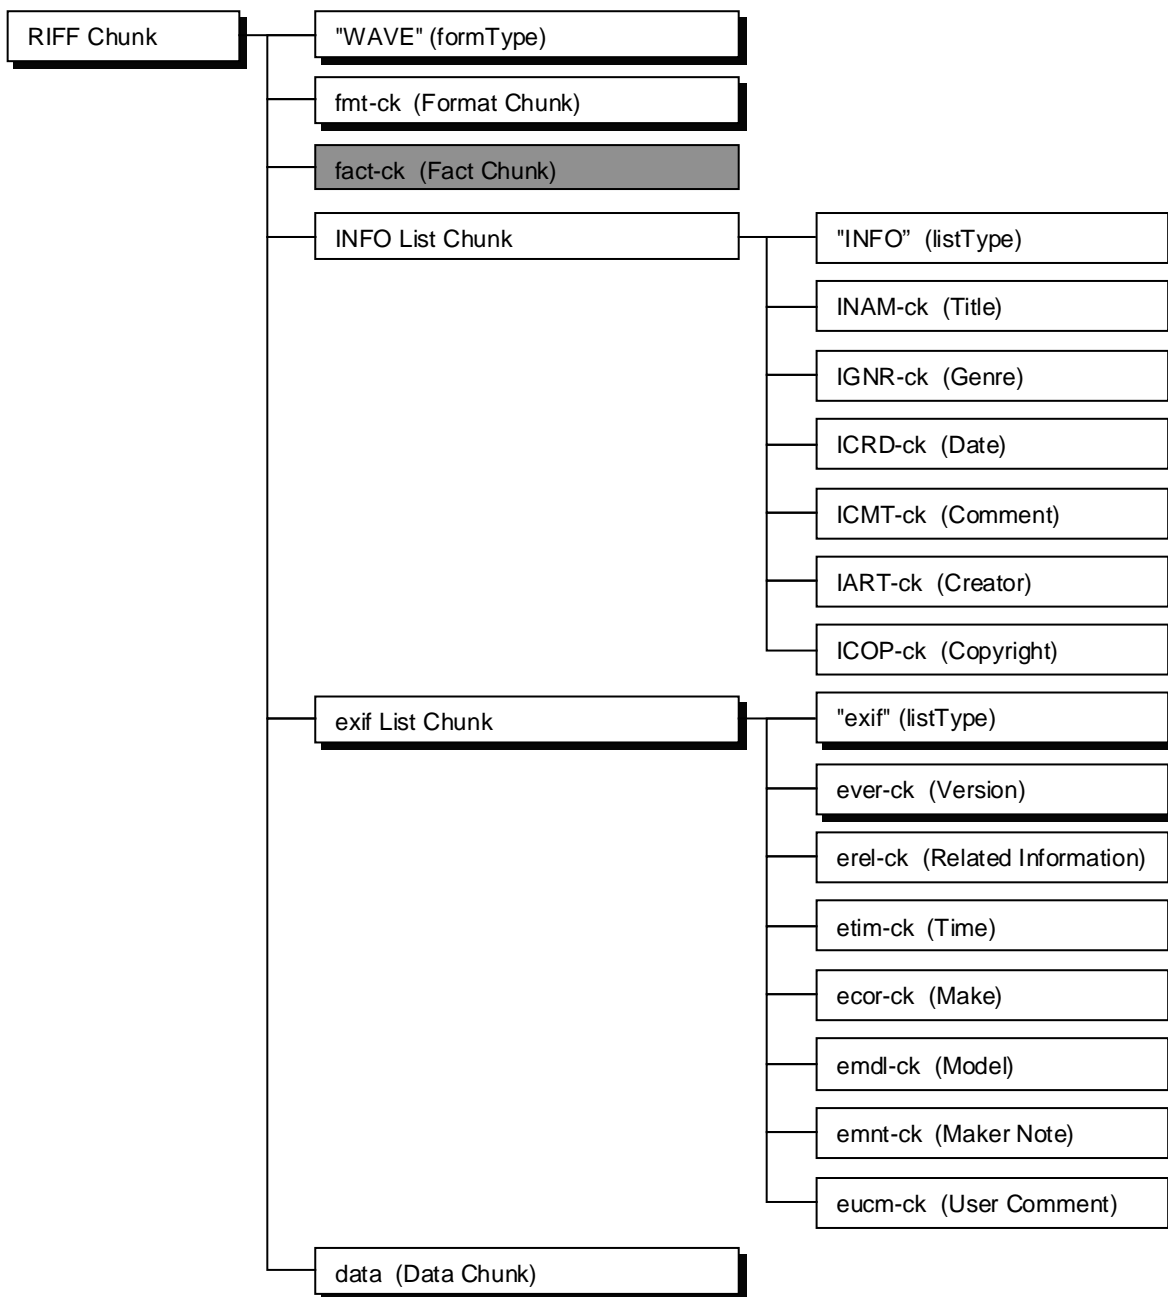 RIFF Chunk
"WAVE" (formType)
fmt-ck (Format Chunk)
fact-ck (Fact Chunk)
INFO List Chunk
"INFO” (listType)
INAM-ck (Title)
IGNR-ck (Genre)
ICRD-ck (Date)
ICMT-ck (Comment)
IART-ck (Creator)
ICOP-ck (Copyright)
exif List Chunk
"exif" (listType)
ever-ck (Version)
erel-ck (Related Information)
etim-ck (Time)
ecor-ck (Make)
emdl-ck (Model)
emnt-ck (Maker Note)
eucm-ck (User Comment)
data (Data Chunk)